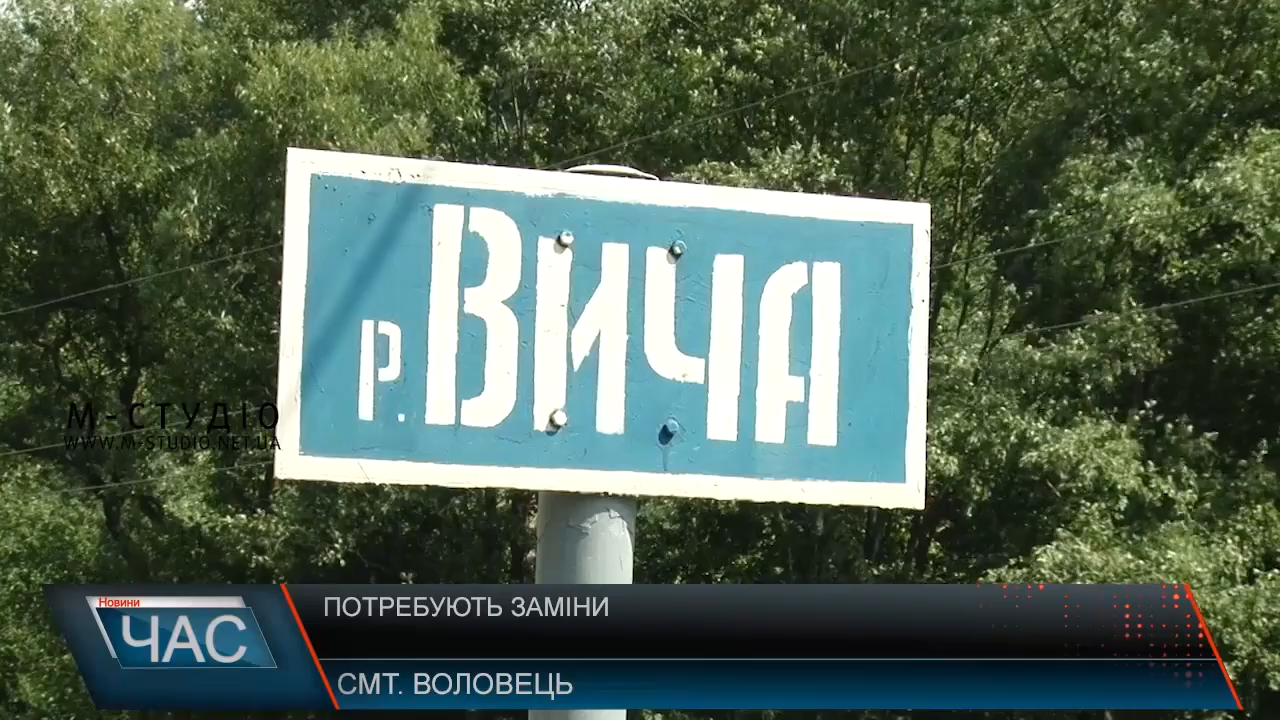 р. ВИЧА
М-СТУДІО
WWW.M-STUDIO.NET.UA
Новини
ЧАС
ПОТРЕБУЮТЬ ЗАМІНИ
СМТ. ВОЛОВЕЦЬ